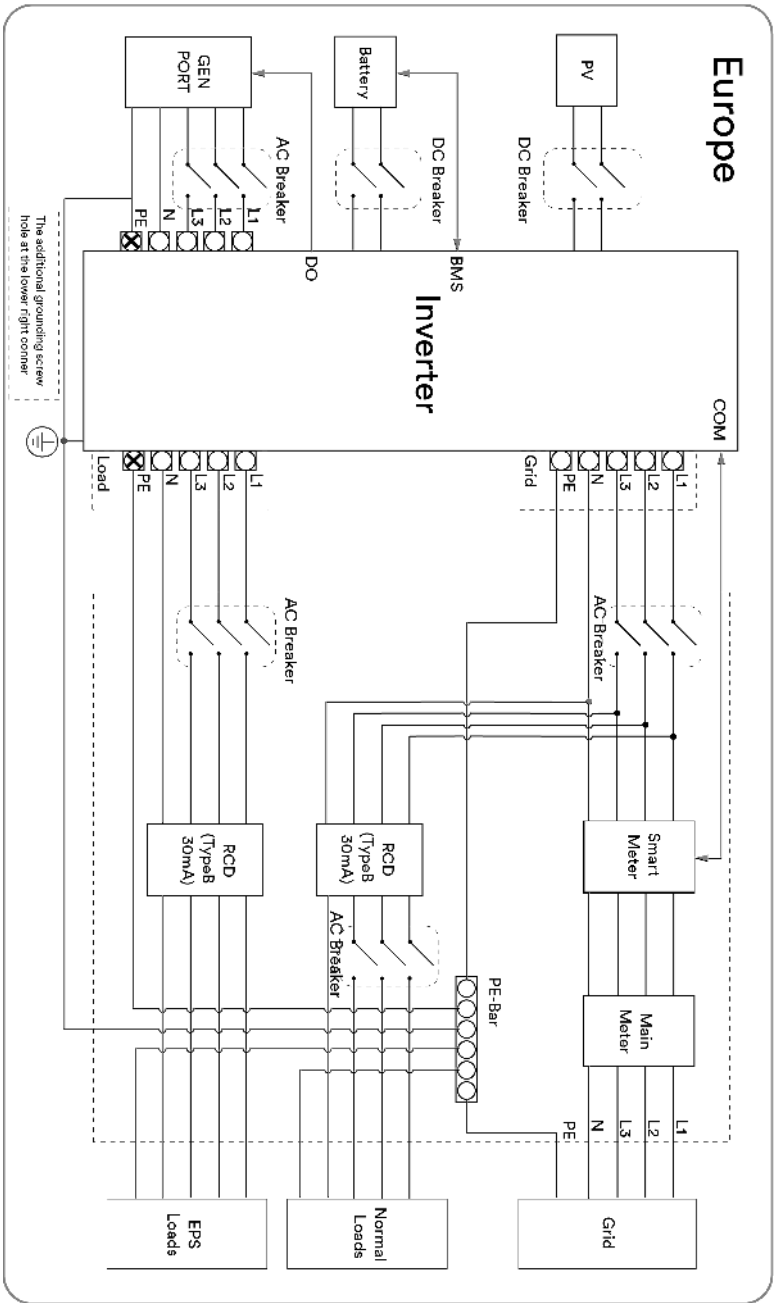 Europe
PV
DC Breaker
BMS
Battery
DC Breaker
DO
GEN
PORT
AC Breaker
L1
L2
L3
N
PE
The additional grounding screw
hole at the lower right conner
Inverter
COM
L1
L2
L3
N
PE
Grid
AC Breaker
Smart
Meter
Main
Meter
L1
L2
L3
N
PE
Grid
PE-Bar
RCD
(TypeB
30mA)
AC Breaker
Normal
Loads
L1
L2
L3
N
PE
Load
AC Breaker
RCD
(TypeB
30mA)
EPS
Loads